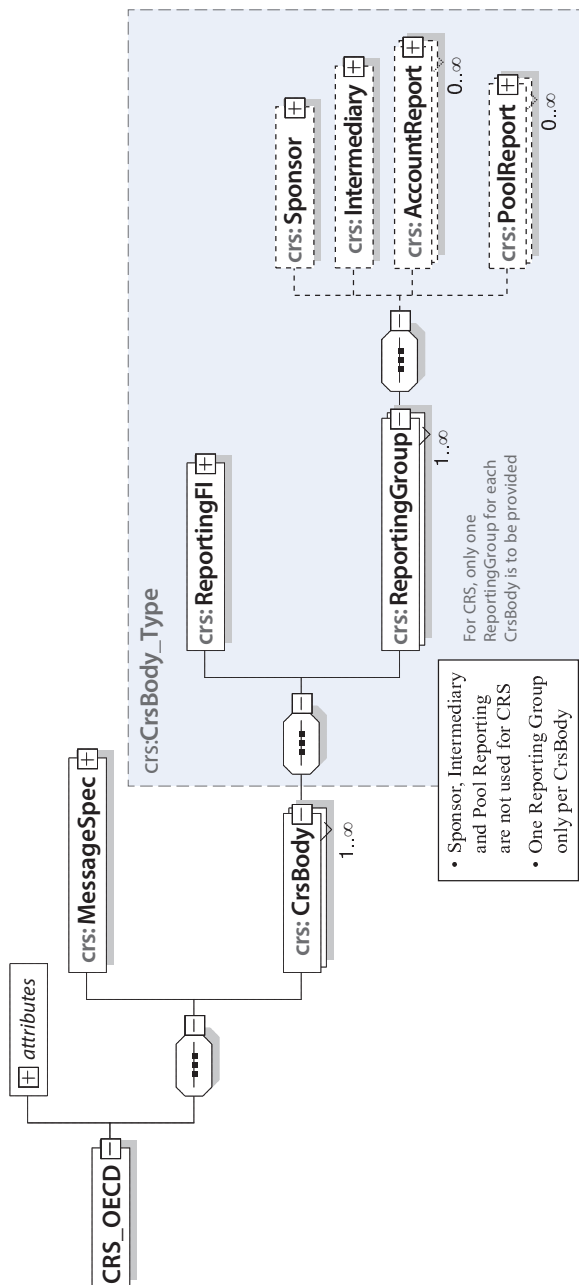 CRS_OECD
attributes
crs:MessageSpec
crs:CrsBody
1..∞
crs:CrsBody_Type
crs:ReportingFI
crs:ReportingGroup
1..∞
For CRS, only one
ReportingGroup for each
CrsBody is to be provided
crs:Sponsor
crs:Intermediary
crs:AccountReport
0..∞
crs:PoolReport
0..∞
• Sponsor, Intermediary
and Pool Reporting
are not used for CRS
• One Reporting Group
only per CrsBody